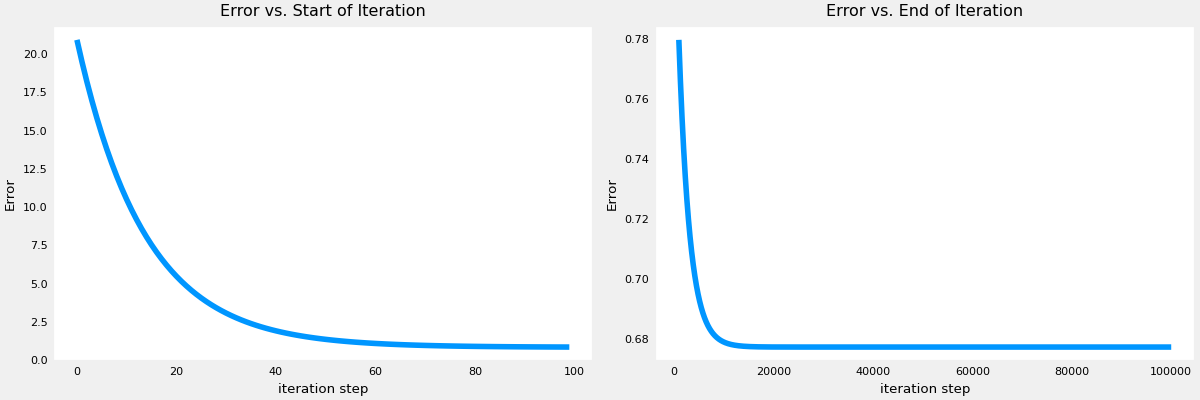 Error vs. Start of Iteration
20.0
17.5
15.0
12.5
10.0
7.5
5.0
2.5
0.0
Error
0 20 40 60 80 100
iteration step
Error vs. End of Iteration
0.78
0.76
0.74
0.72
0.70
0.68
Error
0 20000 40000 60000 80000 100000
iteration step